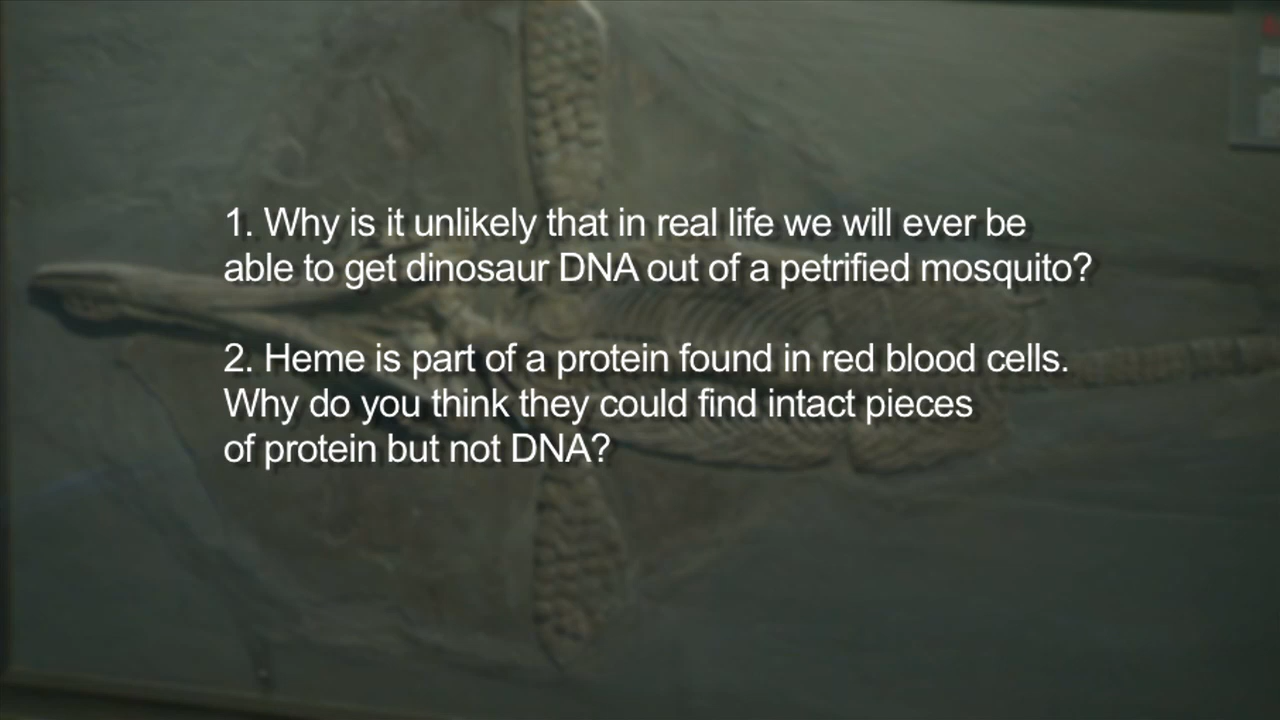 1. Why is it unlikely that in real life we will ever be
able to get dinosaur DNA out of a petrified mosquito?
2. Heme is part of a protein found in red blood cells.
Why do you think they could find intact pieces
of protein but not DNA?